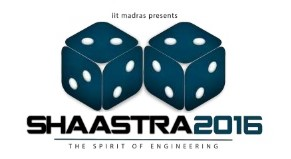 iit madras presents
SHAASTRA2016
THE SPIRIT OF ENGINEERING